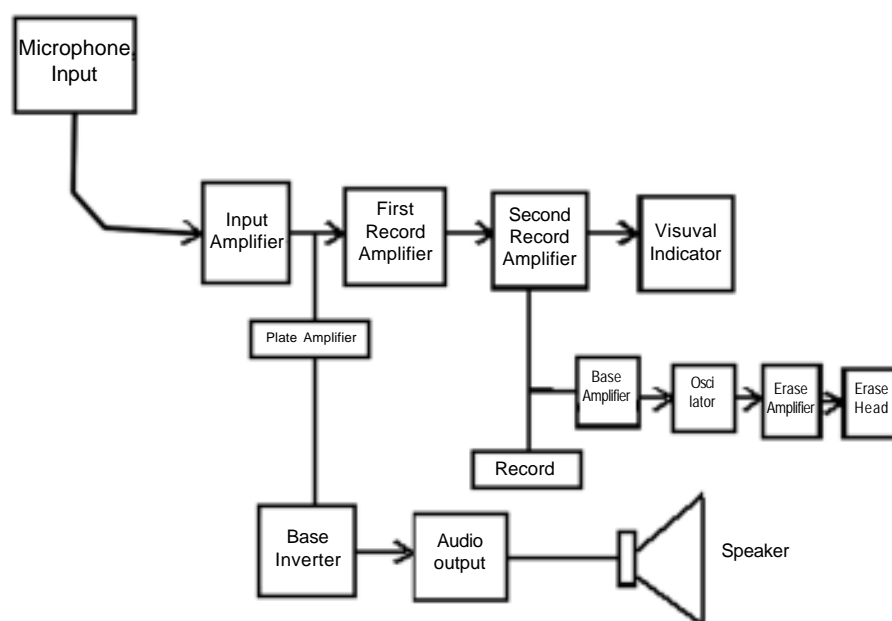 Microphone,
Input
Input
Amplifier
First
Record
Amplifier
Second
Record
Amplifier
Visuval
Indicator
Plate Amplifier
Base
Amplifier
Osci
lator
Erase
Amplifier
Erase
Head
Record
Base
Inverter
Audio
output
Speaker